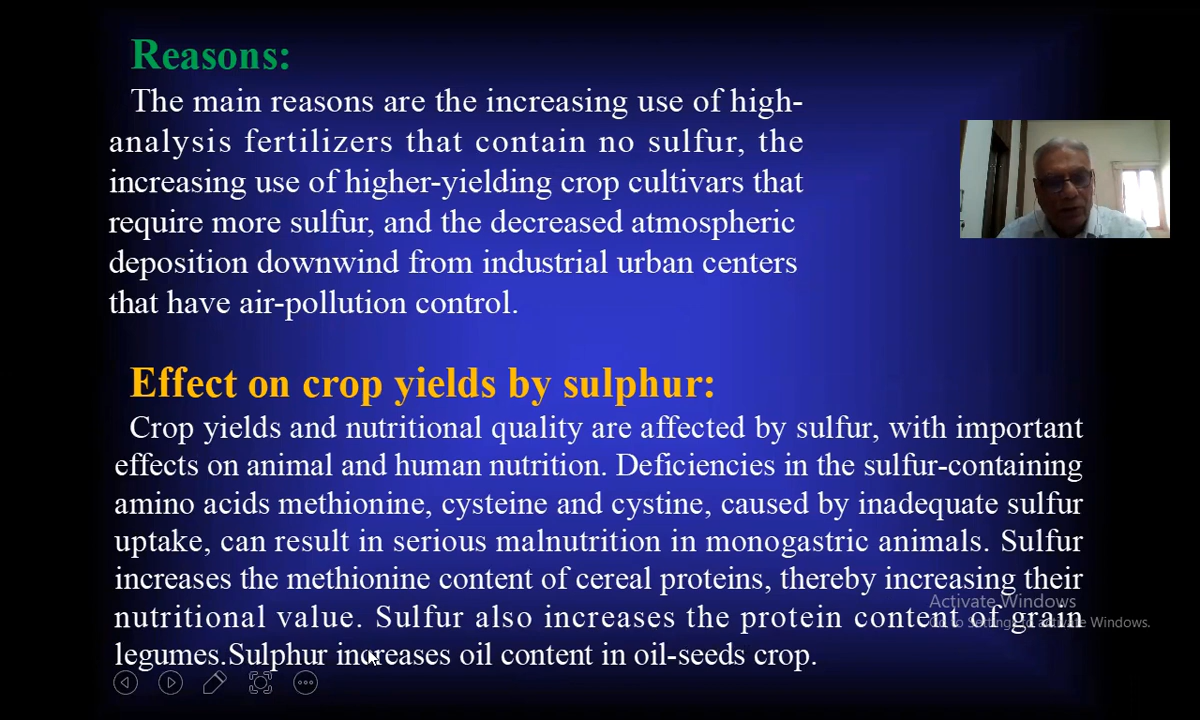 Reasons:
The main reasons are the increasing use of high-
analysis fertilizers that contain no sulfur, the
increasing use of higher-yielding crop cultivars that
require more sulfur, and the decreased atmospheric
deposition downwind from industrial urban centers
that have air-pollution control.
Effect on crop yields by sulphur:
Crop yields and nutritional quality are affected by sulfur, with important
effects on animal and human nutrition. Deficiencies in the sulfur-containing
amino acids methionine, cysteine and cystine, caused by inadequate sulfur
uptake, can result in serious malnutrition in monogastric animals. Sulfur
increases the methionine content of cereal proteins, thereby increasing their
nutritional value. Sulfur also increases the protein content of grain
legumes.Sulphur increases oil content in oil-seeds crop.
Activate Windows
Go to Settings to activate Windows.